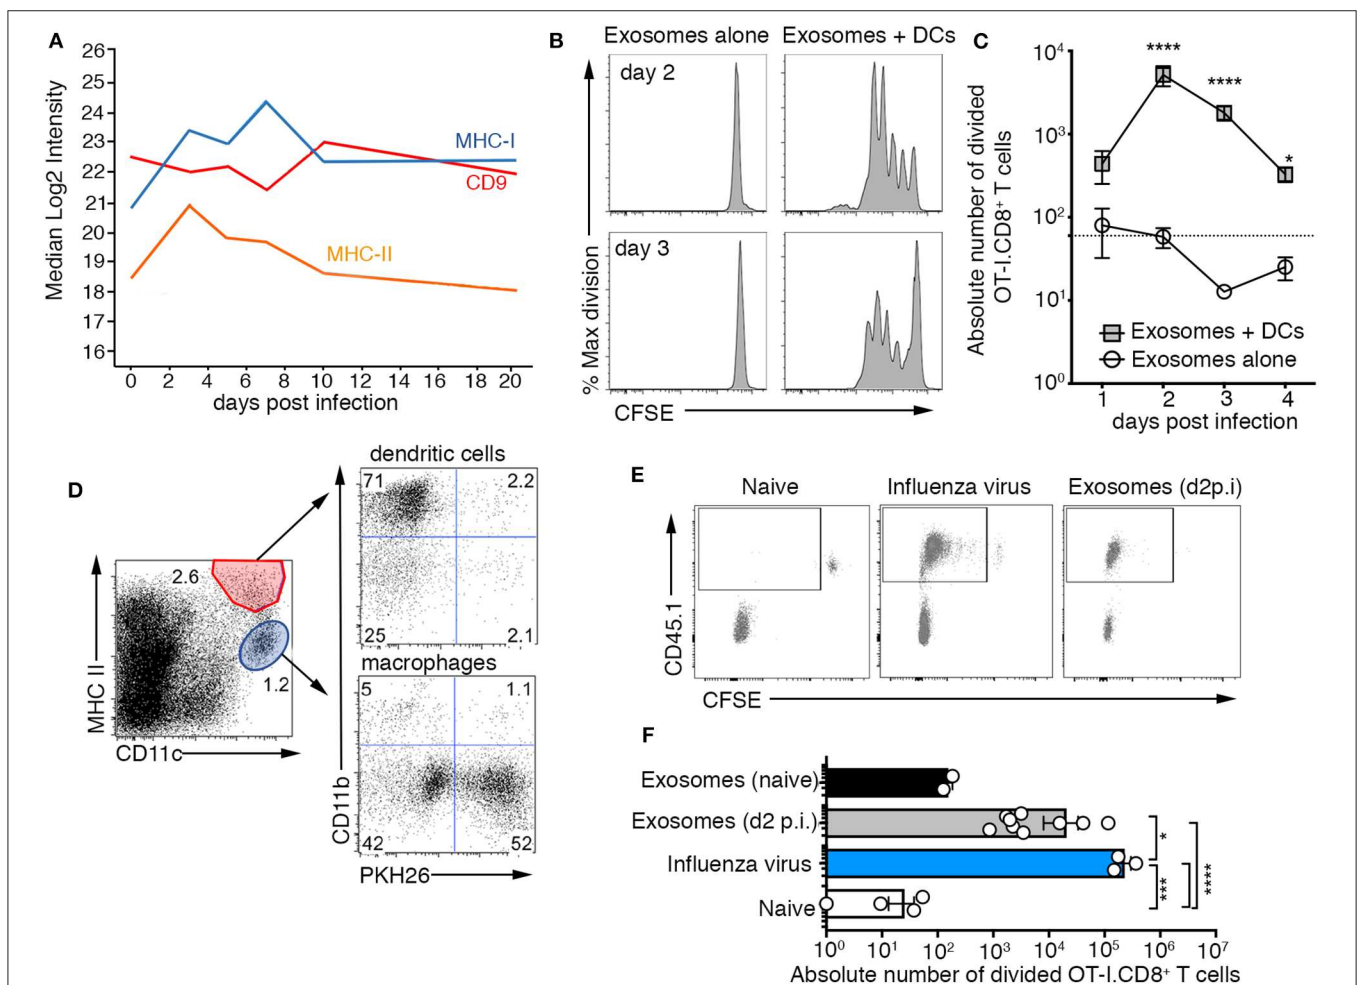 A
26
25
24
23
22
21
20
19
18
17
16
Median Log2 Intensity
MHC-I
CD9
MHC-II
0 2 4 6 8 10 12 14 16 18 20
days post infection
B
Exosomes alone Exosomes + DCs
day 2
day 3
% Max division
CFSE
C
10⁴
10³
10²
10¹
10⁰
Absolute number of divided
OT-I.CD8⁺ T cells
****
****
*
Exosomes + DCs
Exosomes alone
1 2 3 4
days post infection
D
2.6
1.2
MHC II
CD11c
dendritic cells
71 2.2
25 2.1
macrophages
5 1.1
42 52
CD11b
PKH26
E
Naive Influenza virus Exosomes (d2p.i)
CD45.1
CFSE
F
Exosomes (naive)
Exosomes (d2 p.i.)
Influenza virus
Naive
*
***
****
10⁰ 10¹ 10² 10³ 10⁴ 10⁵ 10⁶ 10⁷
Absolute number of divided OT-I.CD8⁺ T cells